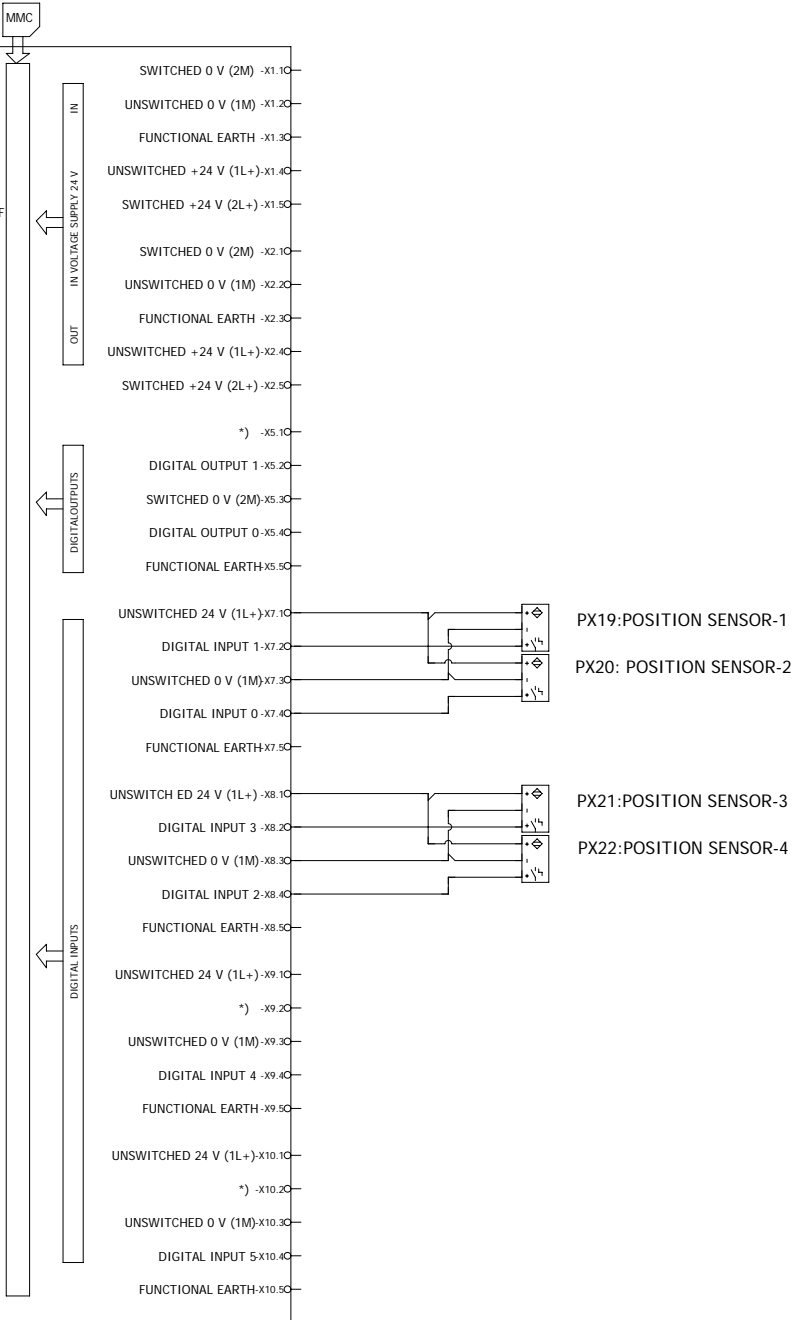 MMC
SWITCHED 0 V (2M) -X1.1
UNSWITCHED 0 V (1M) -X1.2
FUNCTIONAL EARTH -X1.3
UNSWITCHED +24 V (1L+) -X1.4
SWITCHED +24 V (2L+) -X1.5
F
IN
IN VOLTAGE SUPPLY 24 V
OUT
SWITCHED 0 V (2M) -X2.1
UNSWITCHED 0 V (1M) -X2.2
FUNCTIONAL EARTH -X2.3
UNSWITCHED +24 V (1L+)-X2.4
SWITCHED +24 V (2L+) -X2.5
*) -X5.1
DIGITAL OUTPUT 1 -X5.2
SWITCHED 0 V (2M)-X5.3
DIGITAL OUTPUT 0 -X5.4
FUNCTIONAL EARTH-X5.5
DIGITALOUTPUTS
UNSWITCHED 24 V (1L+)-X7.1
DIGITAL INPUT 1 -X7.2
UNSWITCHED 0 V (1M)-X7.3
DIGITAL INPUT 0 -X7.4
FUNCTIONAL EARTH-X7.5
PX19:POSITION SENSOR-1
PX20: POSITION SENSOR-2
UNSWITCH ED 24 V (1L+) -X8.1
DIGITAL INPUT 3 -X8.2
UNSWITCHED 0 V (1M)-X8.3
DIGITAL INPUT 2-X8.4
FUNCTIONAL EARTH -X8.5
PX21:POSITION SENSOR-3
PX22:POSITION SENSOR-4
DIGITAL INPUTS
UNSWITCHED 24 V (1L+)-X9.1
*) -X9.2
UNSWITCHED 0 V (1M)-X9.3
DIGITAL INPUT 4 -X9.4
FUNCTIONAL EARTH -X9.5
UNSWITCHED 24 V (1L+)-X10.1
*) -X10.2
UNSWITCHED 0 V (1M)-X10.3
DIGITAL INPUT 5-X10.4
FUNCTIONAL EARTH-X10.5